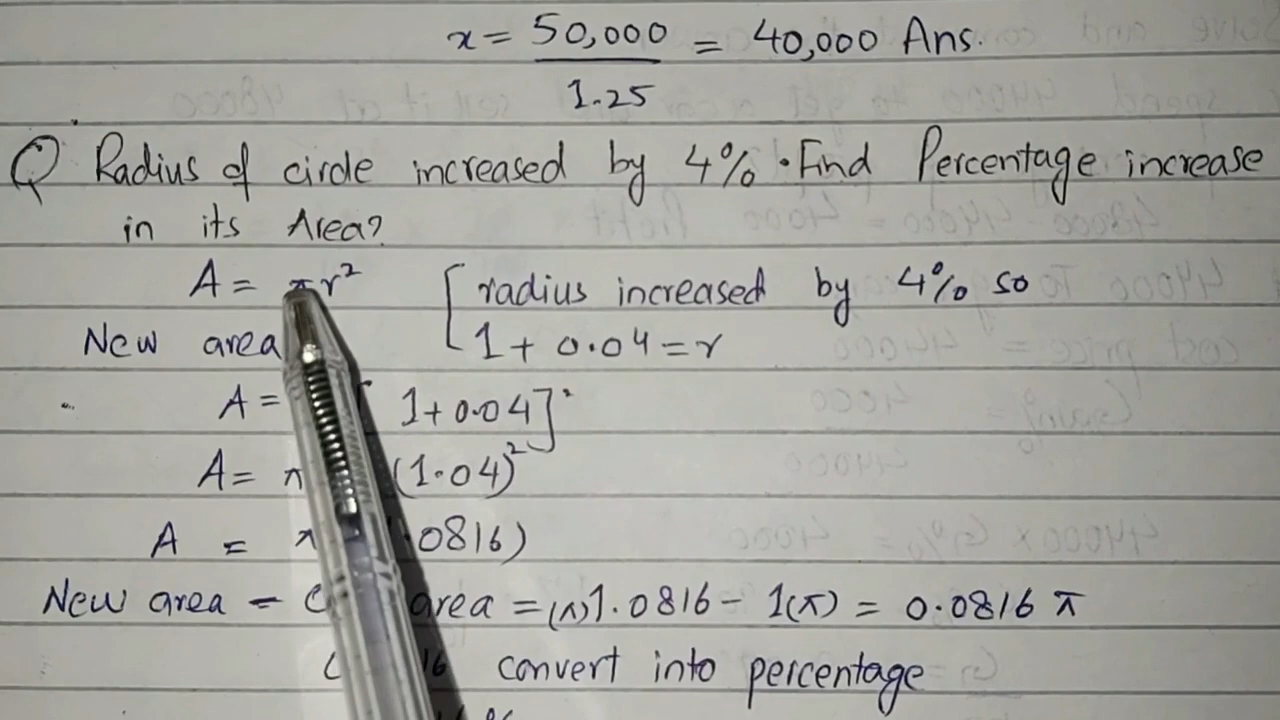 x = 50,000 / 1.25 = 40,000 Ans.
Q Radius of circle increased by 4%. Find Percentage increase
in its Area?
A = πr² [radius increased by 4% so
New area 1 + 0.04 = r
A = [1+0.04]²
A = π (1.04)²
A = π .0816)
New area - area = (π)1.0816 - 1(π) = 0.0816 π
convert into percentage
%